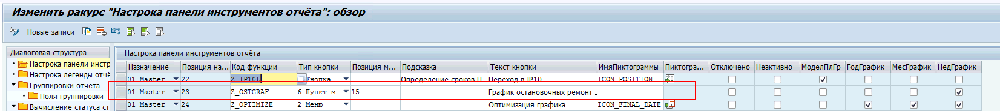 Изменить ракурс "Настрока панели инструментов отчёта": обзор
Новые записи
Диалоговая структура
Настрока панели инстр
Настрока легенды отчё
Группировки отчёта
Поля группировки
Вычисление статуса ст
Настрока панели инструментов отчёта
Назначение Позиция на... Код функции Тип кнопки Позиция м... Подсказка Текст кнопки ИмяПиктограммы Пиктогра... Отключено Неактивно МоделПлГр ГодГрафик МесГрафик НедГрафик
01 Master 22 Z_IP10L Кнопка Определение сроков П Переход в IP10 ICON_POSITION
01 Master 23 Z_OSTGRAF 6 Пункт м... 15 График остановочных ремонт...
01 Master 24 Z_OPTIMIZE 2 Меню Оптимизация графика ICON_FINAL_DATE